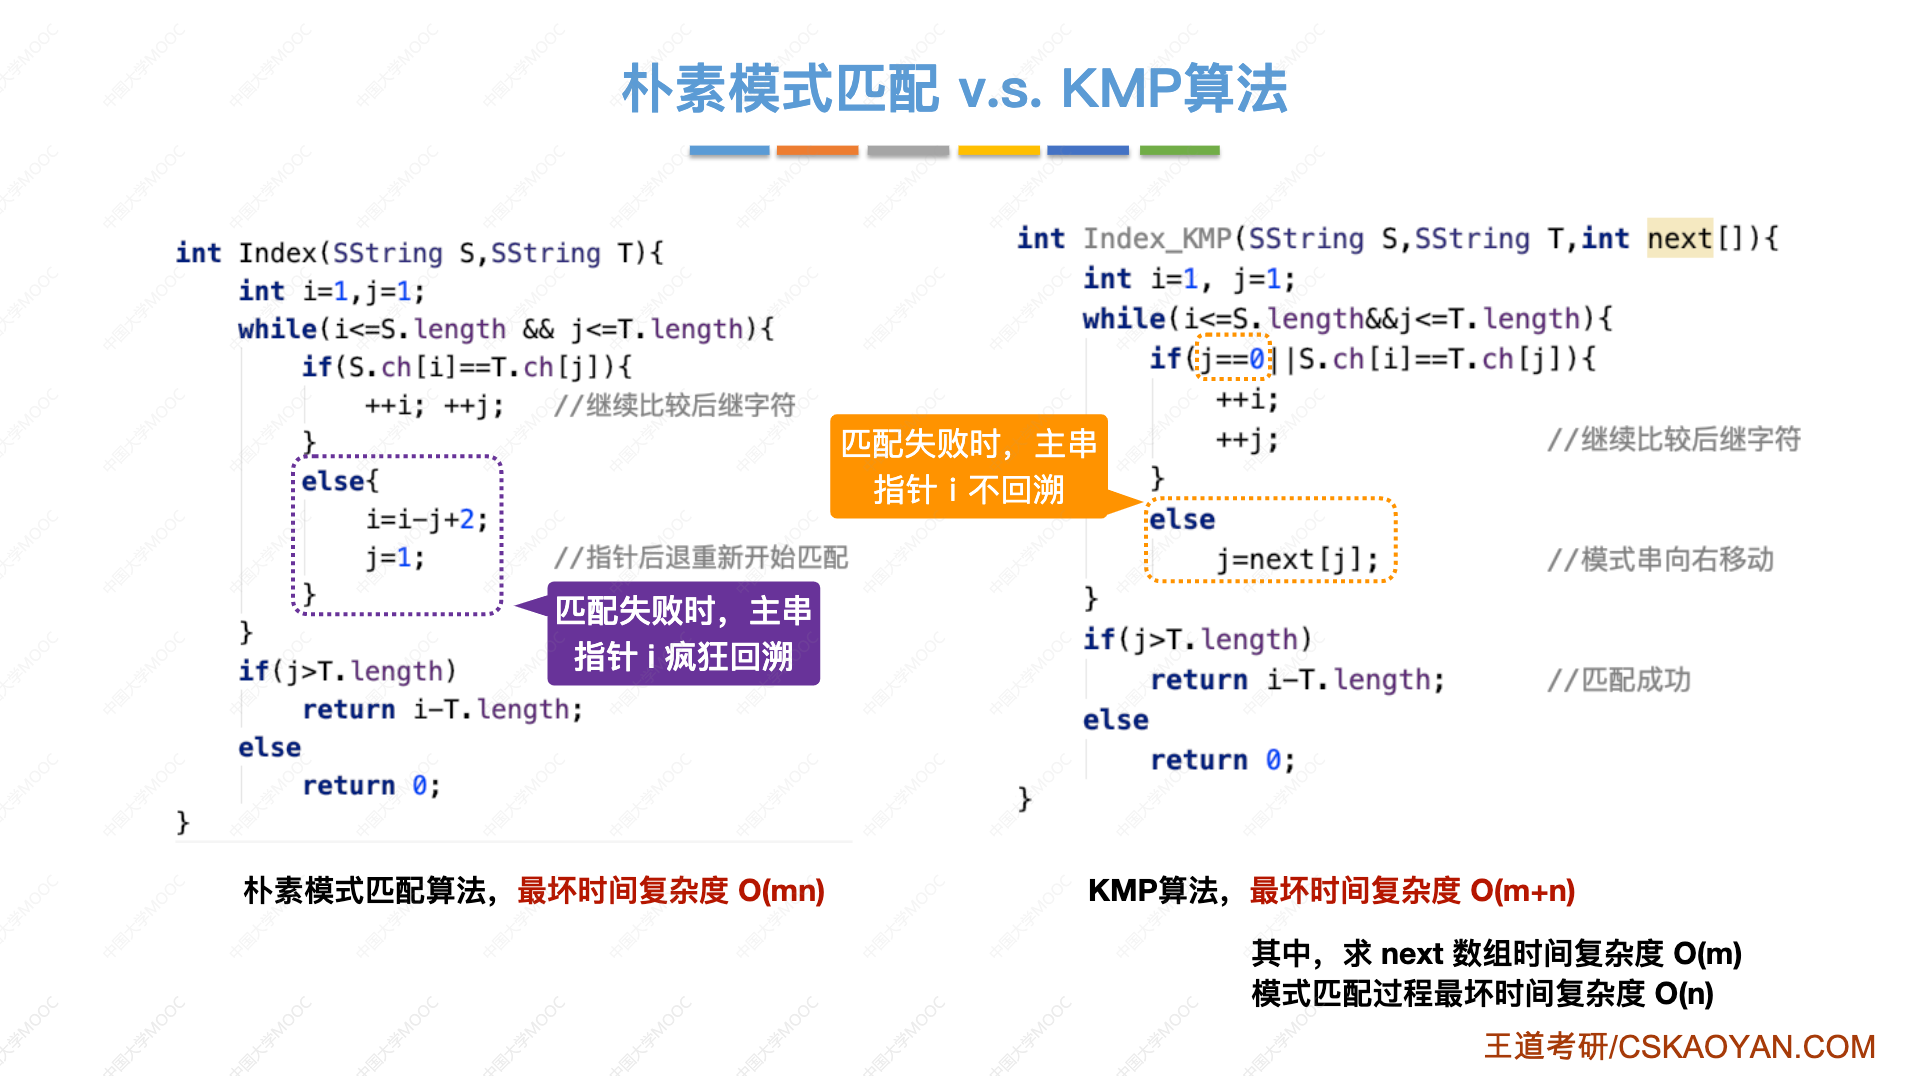 朴素模式匹配 v.s. KMP算法
int Index(SString S,SString T){
    int i=1,j=1;
    while(i<=S.length && j<=T.length){
        if(S.ch[i]==T.ch[j]){
            ++i; ++j;   //继续比较后继字符
        }
        else{
            i=i-j+2;
            j=1;        //指针后退重新开始匹配
        }
    }
    if(j>T.length)
        return i-T.length;
    else
        return 0;
}
匹配失败时，主串
指针 i 疯狂回溯
朴素模式匹配算法，最坏时间复杂度 O(mn)
int Index_KMP(SString S,SString T,int next[]){
    int i=1, j=1;
    while(i<=S.length&&j<=T.length){
        if(j==0||S.ch[i]==T.ch[j]){
            ++i;
            ++j;                //继续比较后继字符
        }
        else
            j=next[j];          //模式串向右移动
    }
    if(j>T.length)
        return i-T.length;      //匹配成功
    else
        return 0;
}
匹配失败时，主串
指针 i 不回溯
KMP算法，最坏时间复杂度 O(m+n)
其中，求 next 数组时间复杂度 O(m)
模式匹配过程最坏时间复杂度 O(n)
王道考研/CSKAOYAN.COM
中国大学MOOC